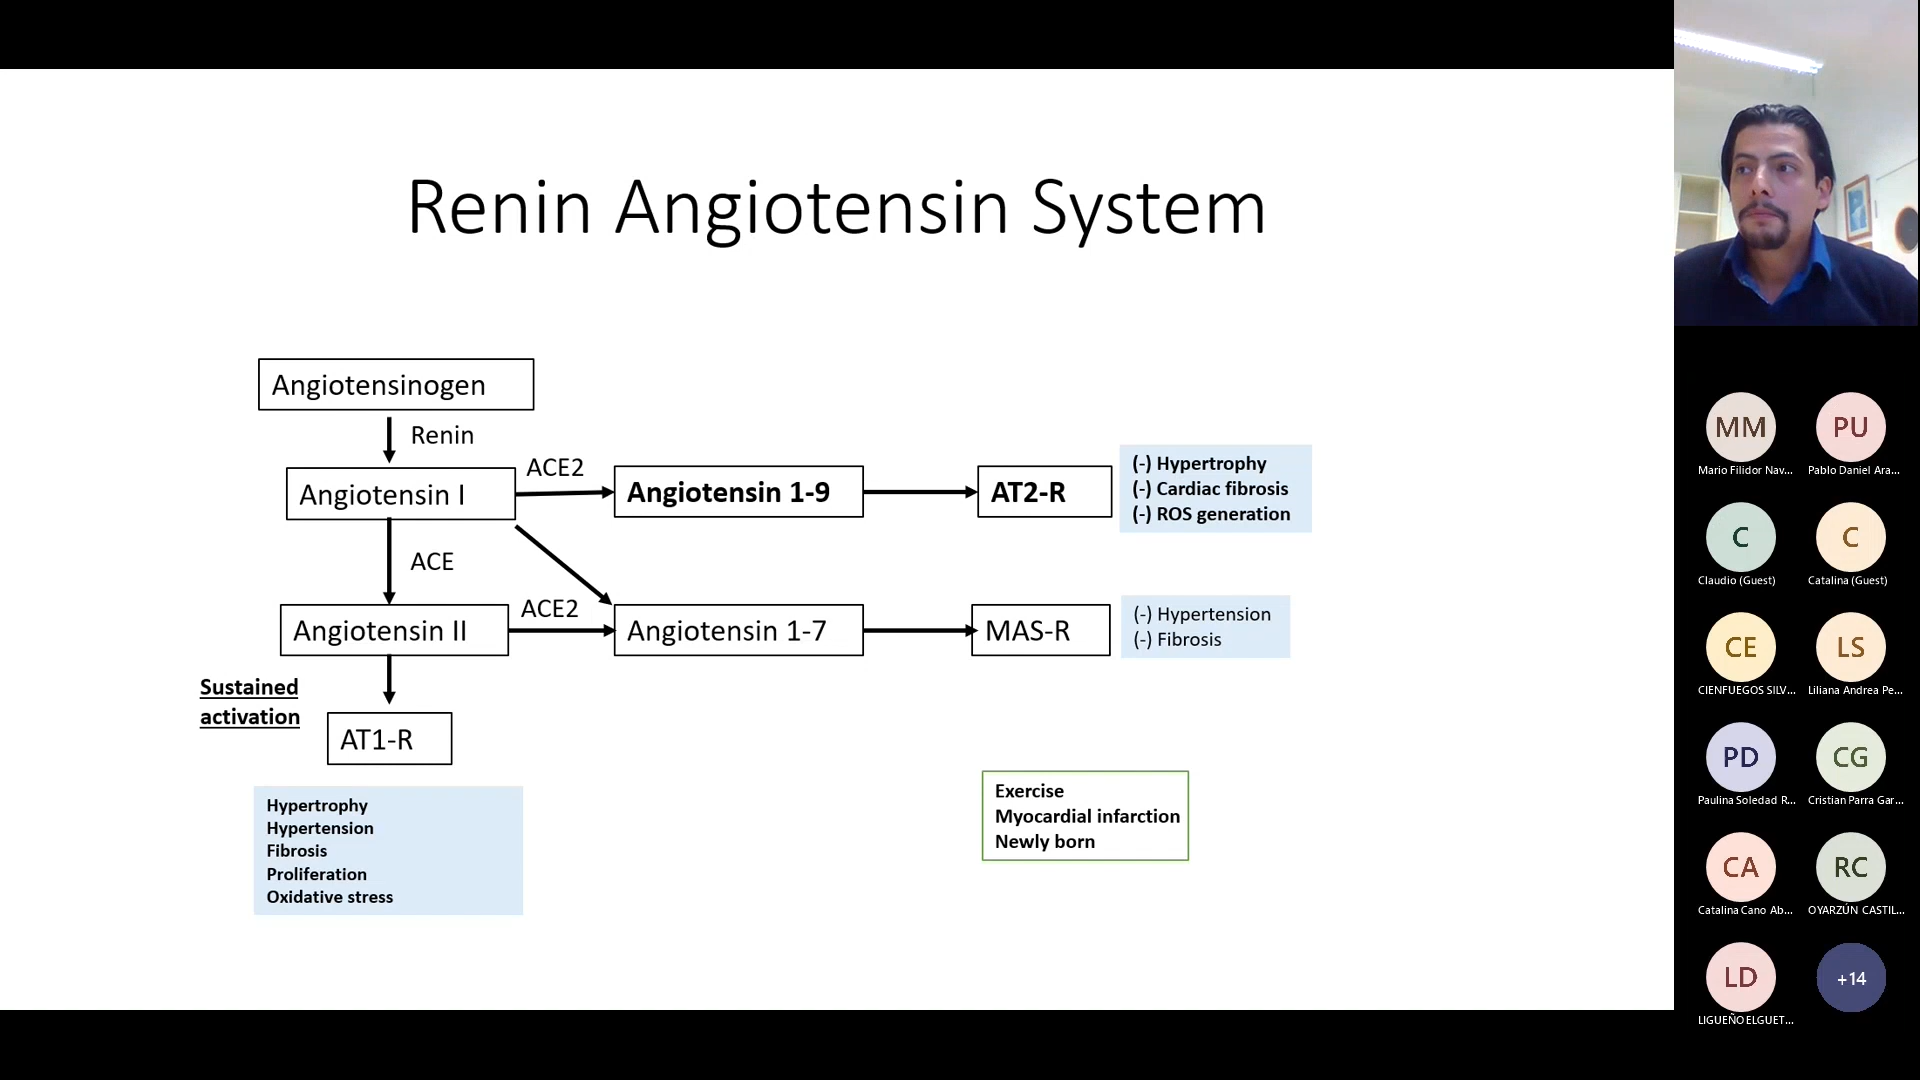 Renin Angiotensin System
Angiotensinogen
Renin
Angiotensin I
ACE2
Angiotensin 1-9
AT2-R
(-) Hypertrophy
(-) Cardiac fibrosis
(-) ROS generation
ACE
Angiotensin II
ACE2
Angiotensin 1-7
MAS-R
(-) Hypertension
(-) Fibrosis
Sustained
activation
AT1-R
Hypertrophy
Hypertension
Fibrosis
Proliferation
Oxidative stress
Exercise
Myocardial infarction
Newly born
MM
Mario Filidor Nav...
PU
Pablo Daniel Ara...
C
Claudio (Guest)
C
Catalina (Guest)
CE
CIENFUEGOS SILV...
LS
Liliana Andrea Pe...
PD
Paulina Soledad R...
CG
Cristian Parra Gar...
CA
Catalina Cano Ab...
RC
OYARZÚN CASTIL...
LD
LIGUEÑO ELGUET...
+14